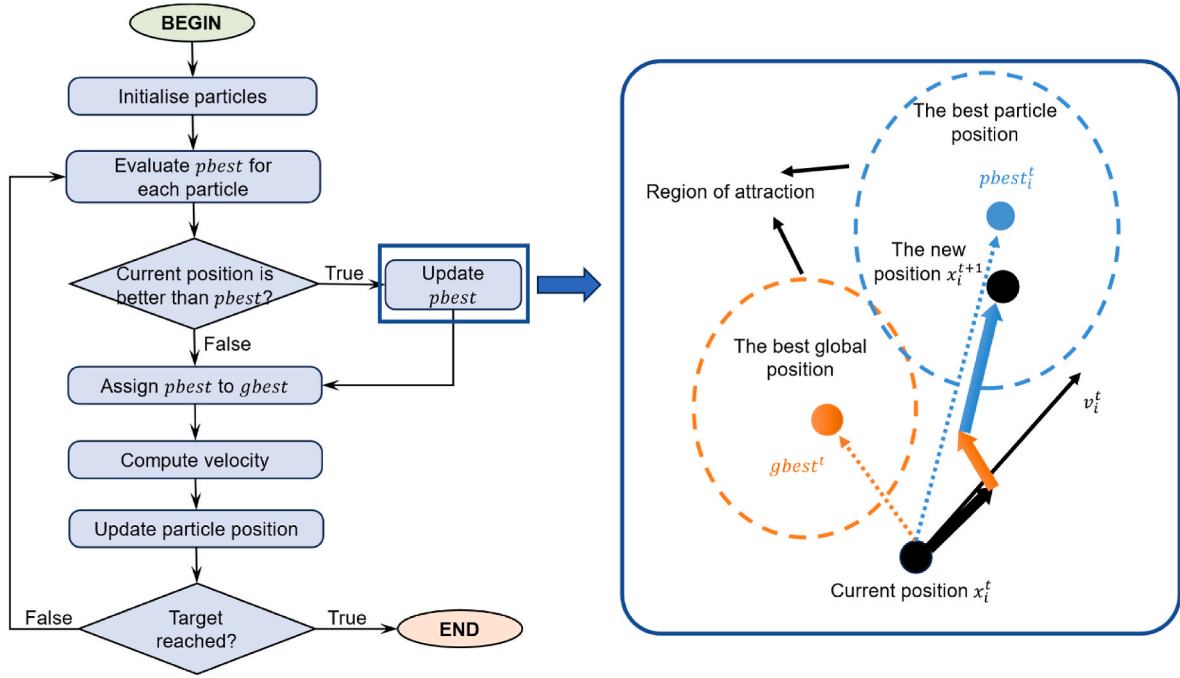 BEGIN
Initialise particles
Evaluate pbest for
each particle
Current position is
better than pbest?
True
Update
pbest
False
Assign pbest to gbest
Compute velocity
Update particle position
Target
reached?
False
True
END
The best particle
position
pbest_i^t
Region of attraction
The new
position x_i^{t+1}
The best global
position
gbest^t
v_i^t
Current position x_i^t